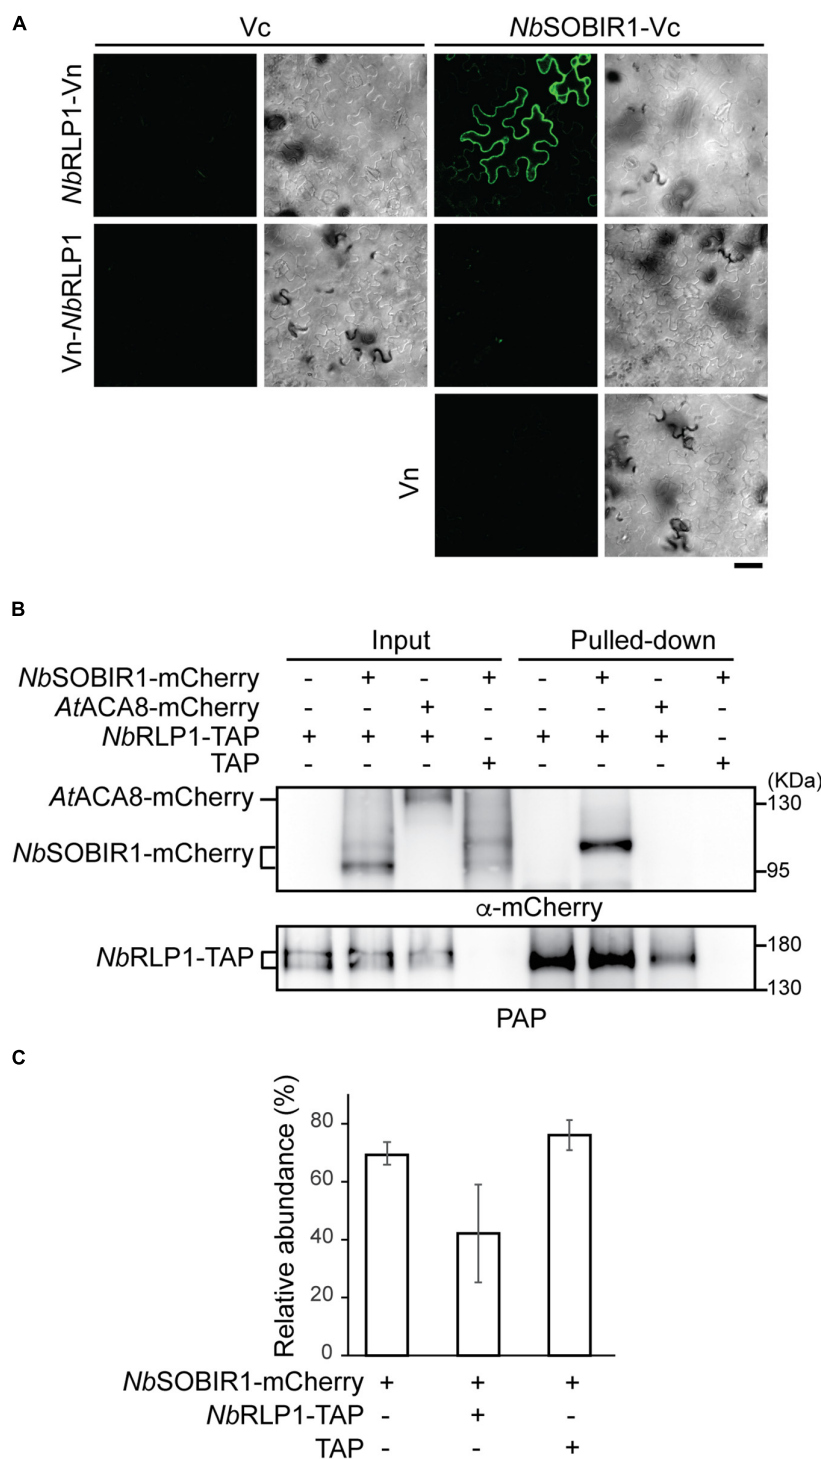 A
Vc NbSOBIR1-Vc
NbRLP1-Vn
Vn-NbRLP1
Vn
B
Input Pulled-down
NbSOBIR1-mCherry - + - + - + - +
AtACA8-mCherry - - + - - - + -
NbRLP1-TAP + + + - + + + -
TAP - - - + - - - +
(KDa)
AtACA8-mCherry 130
NbSOBIR1-mCherry 95
α-mCherry
NbRLP1-TAP 180
130
PAP
C
Relative abundance (%)
80
60
40
20
0
NbSOBIR1-mCherry + + +
NbRLP1-TAP - + -
TAP - - +